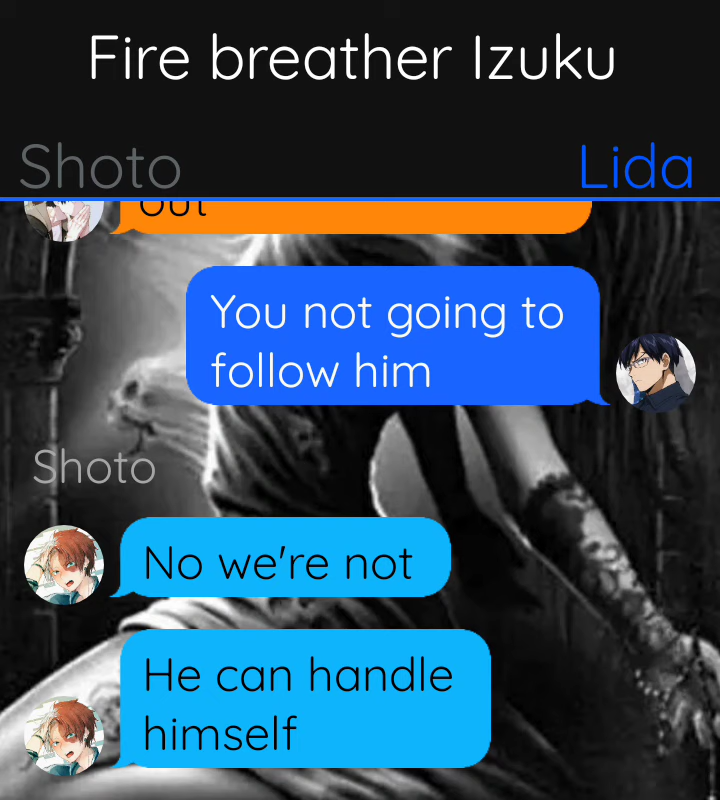 Fire breather Izuku
Shoto Lida
out
You not going to
follow him
Shoto
No we're not
He can handle
himself